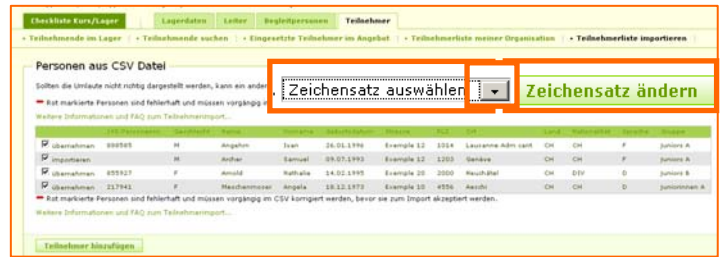 Checkliste Kurs/Lager Lagerdaten Leiter Begleitpersonen Teilnehmer
• Teilnehmende im Lager • Teilnehmende suchen • Eingesetzte Teilnehmer im Angebot • Teilnehmerliste meiner Organisation • Teilnehmerliste importieren
Personen aus CSV Datei
Sollten die Umlaute nicht richtig dargestellt werden, kann ein ander
Zeichensatz auswählen Zeichensatz ändern
Rot markierte Personen sind fehlerhaft und müssen vorgängig im
Weitere Informationen und FAQ zum Teilnehmerimport...
Geschlecht Name Vorname Geburtsdatum Adresse PLZ Ort Land Nationalität Sprache Gruppe
übernehmen 888565 M Angehrn Ivan 26.01.1996 Example 12 1014 Lausanne Adm cant CH CH F Juniors A
importieren M Archer Samuel 09.07.1993 Example 12 1203 Genève CH CH F Juniors A
übernehmen 855927 F Arnold Nathalie 14.02.1995 Example 20 2000 Neuchâtel CH DIV F Juniors B
übernehmen 217941 F Maschenmoser Angela 18.12.1973 Example 10 4556 Aeschi CH CH D Juniorinnen A
Rot markierte Personen sind fehlerhaft und müssen vorgängig im CSV korrigiert werden, bevor sie zum Import akzeptiert werden.
Weitere Informationen und FAQ zum Teilnehmerimport...
Teilnehmer hinzufügen